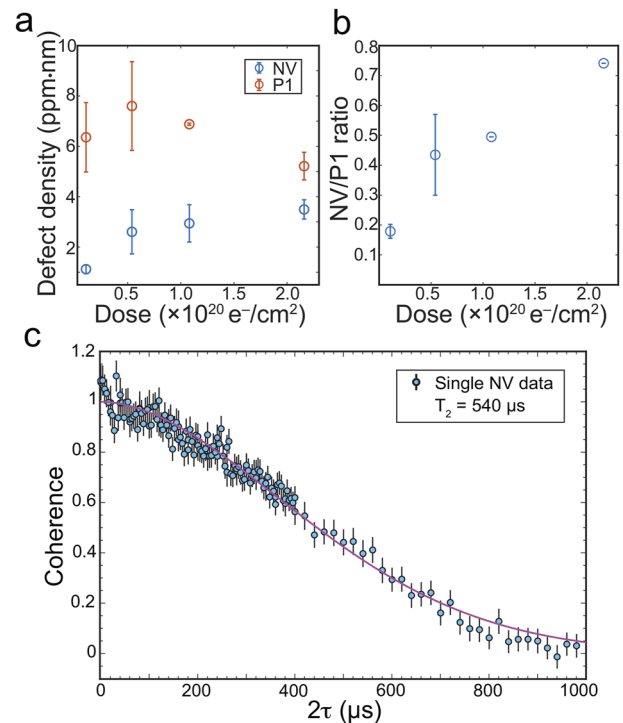 a
Defect density (ppm·nm)
10
8
6
4
2
NV
P1
0.5
1.0
1.5
2.0
Dose (×10²⁰ e⁻/cm²)
b
NV/P1 ratio
0.8
0.7
0.6
0.5
0.4
0.3
0.2
0.1
0.5
1.0
1.5
2.0
Dose (×10²⁰ e⁻/cm²)
c
Coherence
1.2
1
0.8
0.6
0.4
0.2
0
Single NV data
T₂ = 540 μs
0
200
400
600
800
1000
2τ (μs)